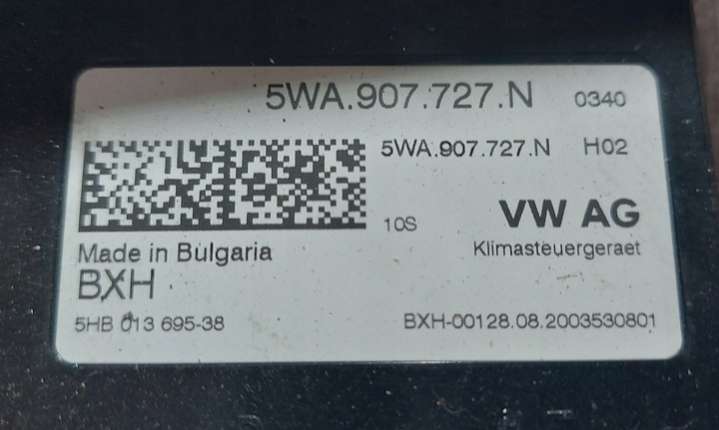 5WA.907.727.N 0340
5WA.907.727.N H02
10S VW AG
Made in Bulgaria Klimasteuergeraet
BXH
5HB 013 695-38 BXH-00128.08.2003530801